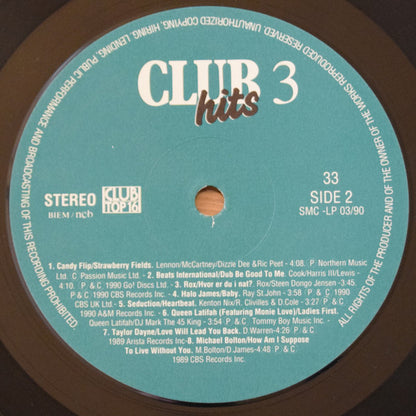 ALL RIGHTS OF THE PRODUCER AND OF THE OWNER OF THE WORKS REPRODUCED RESERVED. UNAUTHORIZED COPYING, HIRING, LENDING, PUBLIC PERFORMANCE AND BROADCASTING OF THIS RECORDING PROHIBITED.
CLUB 3
hits
STEREO
BIEM / ncb
CLUB
TOP 16
33
SIDE 2
SMC -LP 03/90
1. Candy Flip/Strawberry Fields. Lennon/McCartney/Dizzle Dee &Ric Peet - 4:08. P Northern Music
Ltd. C Passion Music Ltd. 2. Beats International/Dub Be Good To Me. Cook/Harris III/Lewis -
4:10. P & C 1990 Go! Discs Ltd. 3. Rox/Hvor er du i nat? Rox/Steen Dongo Jensen - 3:45.
P & C 1990 CBS Records Inc. 4. Halo James/Baby. Ray St.John - 3:58. P & C 1990
CBS UK Ltd 5. Seduction/Heartbeat. Kenton Nix/R. Clivilles & D.Cole - 3:27 P & C
1990 A&M Records Inc. 6. Queen Latifah (Featuring Monie Love)/Ladies First.
Queen Latifah/DJ Mark The 45 King - 3:54 P & C Tommy Boy Music Inc. -
7. Taylor Dayne/Love Will Lead You Back. D.Warren-4:26 & C
1989 Arista Records Inc 8. Michael Bolton/How Am I Suppose
To Live Without You. M.Bolton/D James-4:48 P & C.
1989 CBS Records Inc.